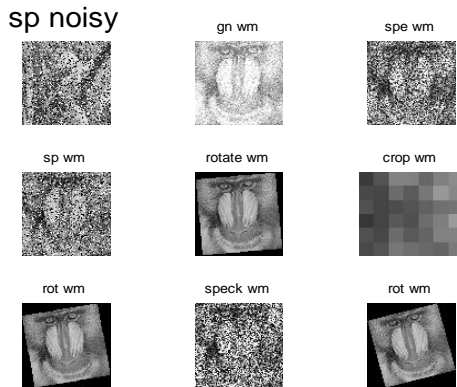 sp noisy
gn wm
spe wm
sp wm
rotate wm
crop wm
rot wm
speck wm
rot wm